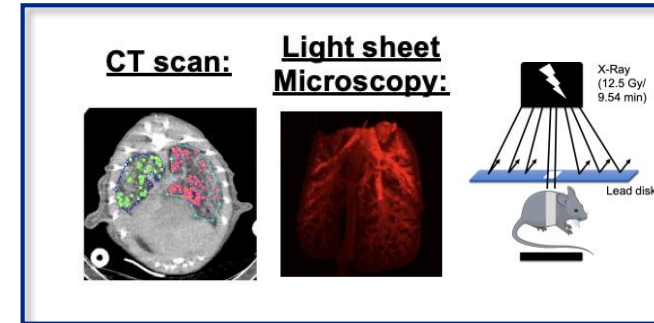 CT scan:
Light sheet
Microscopy:
X-Ray
(12.5 Gy/
9.54 min)
Lead disk